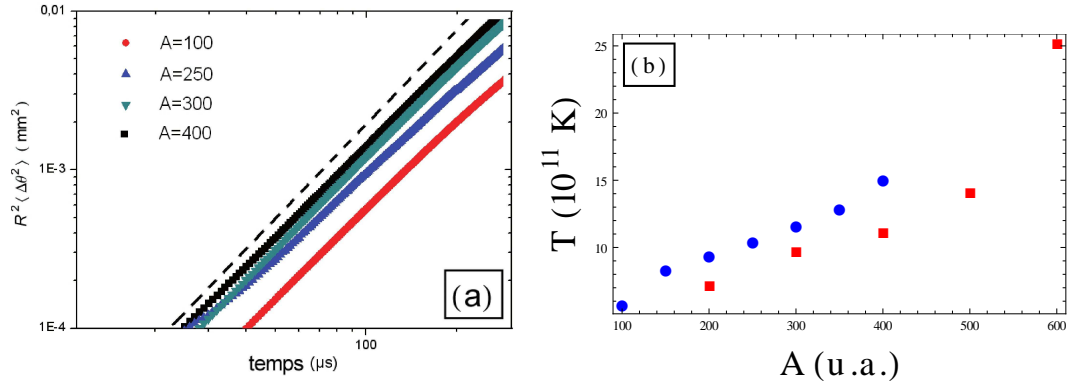 0,01
1E-3
1E-4
R² ⟨Δθ²⟩ (mm²)
A=100
A=250
A=300
A=400
(a)
100
temps (µs)
(b)
25
20
15
10
T (10¹¹ K)
100 200 300 400 500 600
A (u.a.)